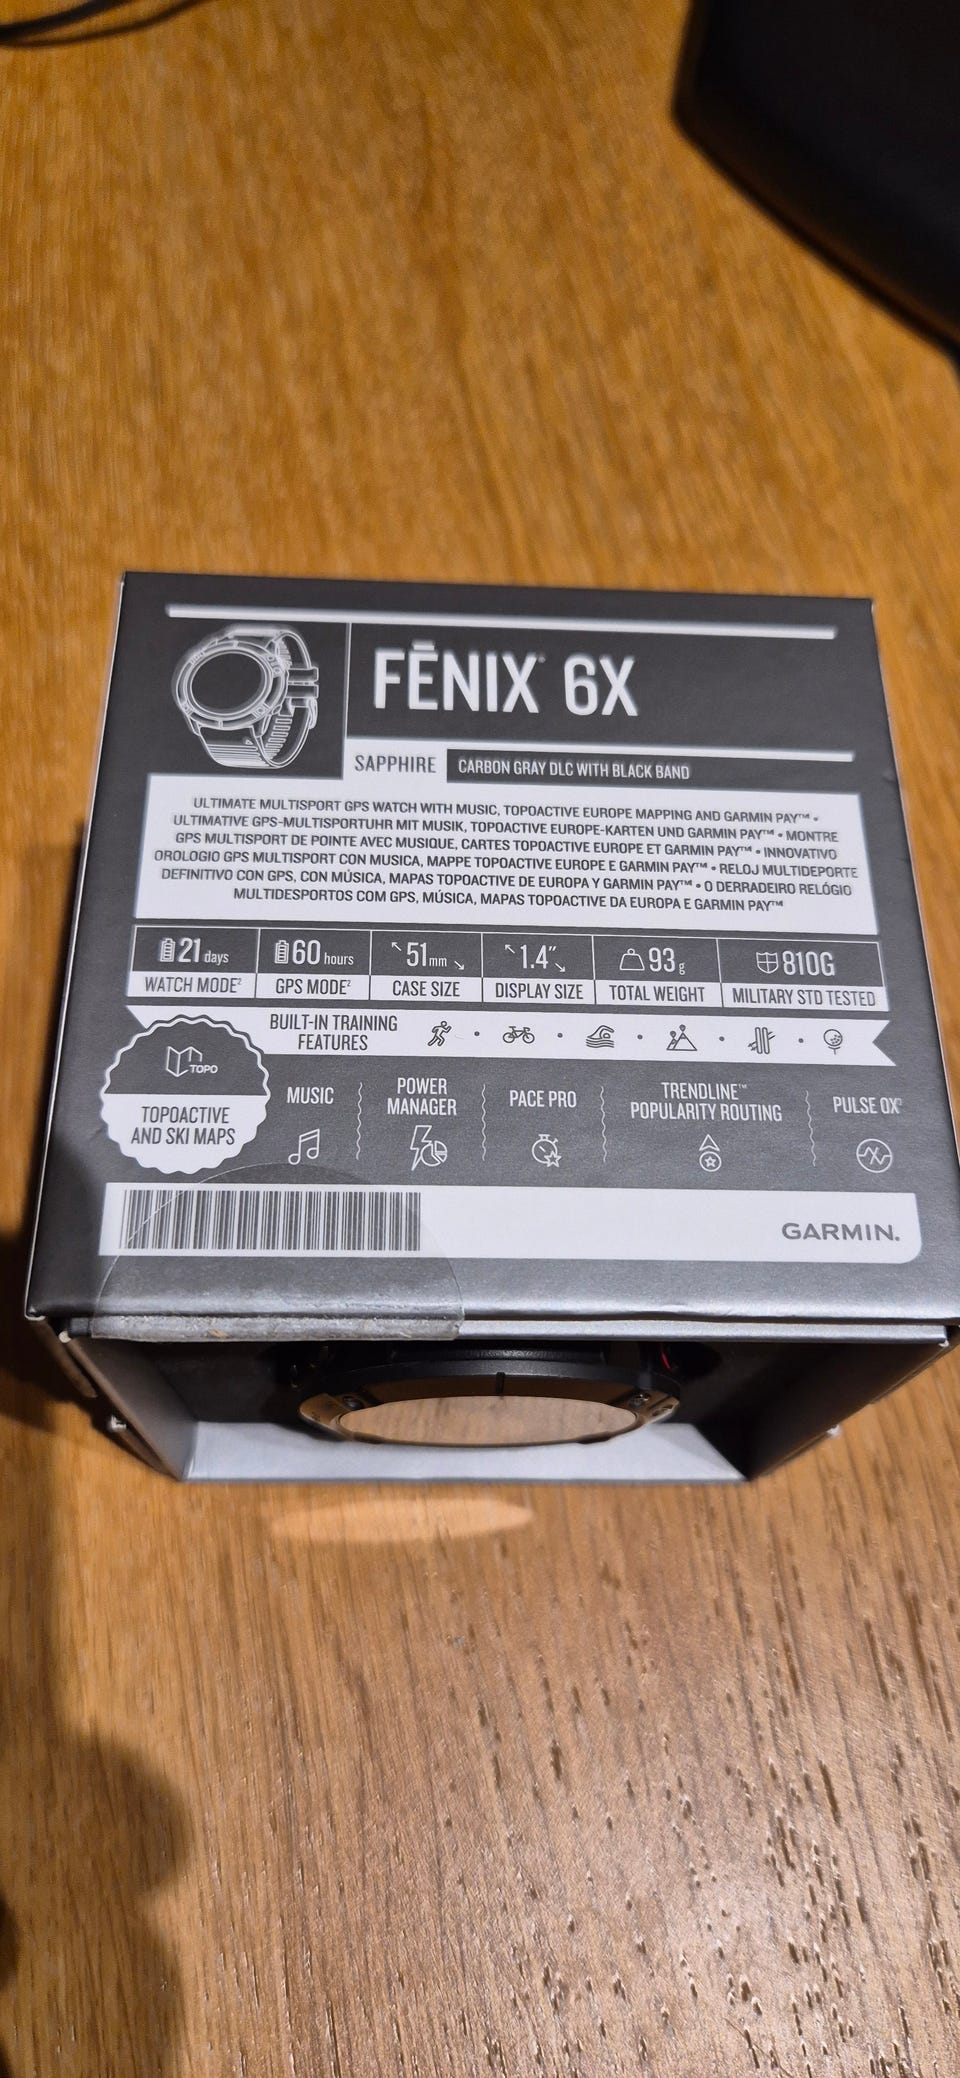 FĒNIX® 6X
SAPPHIRE CARBON GRAY DLC WITH BLACK BAND
ULTIMATE MULTISPORT GPS WATCH WITH MUSIC, TOPOACTIVE EUROPE MAPPING AND GARMIN PAY™ •
ULTIMATIVE GPS-MULTISPORTUHR MIT MUSIK, TOPOACTIVE EUROPE-KARTEN UND GARMIN PAY™ • MONTRE
GPS MULTISPORT DE POINTE AVEC MUSIQUE, CARTES TOPOACTIVE EUROPE ET GARMIN PAY™ • INNOVATIVO
OROLOGIO GPS MULTISPORT CON MUSICA, MAPPE TOPOACTIVE EUROPE E GARMIN PAY™ • RELOJ MULTIDEPORTE
DEFINITIVO CON GPS, CON MÚSICA, MAPAS TOPOACTIVE DE EUROPA Y GARMIN PAY™ • O DERRADEIRO RELÓGIO
MULTIDESPORTOS COM GPS, MÚSICA, MAPAS TOPOACTIVE DA EUROPA E GARMIN PAY™
21 days 60 hours 51mm 1.4″ 93g 810G
WATCH MODE² GPS MODE² CASE SIZE DISPLAY SIZE TOTAL WEIGHT MILITARY STD TESTED
BUILT-IN TRAINING
FEATURES
TOPO
TOPOACTIVE
AND SKI MAPS
MUSIC
POWER
MANAGER
PACE PRO
TRENDLINE™
POPULARITY ROUTING
PULSE OX³
GARMIN.